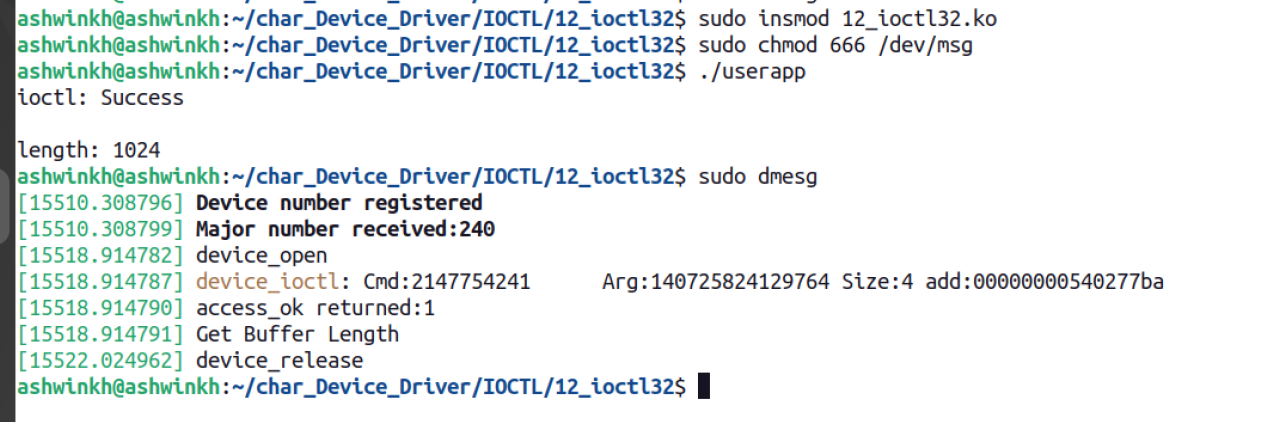 ashwinkh@ashwinkh:~/char_Device_Driver/IOCTL/12_ioctl32$ sudo insmod 12_ioctl32.ko
ashwinkh@ashwinkh:~/char_Device_Driver/IOCTL/12_ioctl32$ sudo chmod 666 /dev/msg
ashwinkh@ashwinkh:~/char_Device_Driver/IOCTL/12_ioctl32$ ./userapp
ioctl: Success

length: 1024
ashwinkh@ashwinkh:~/char_Device_Driver/IOCTL/12_ioctl32$ sudo dmesg
[15510.308796] Device number registered
[15510.308799] Major number received:240
[15518.914782] device_open
[15518.914787] device_ioctl: Cmd:2147754241      Arg:140725824129764 Size:4 add:00000000540277ba
[15518.914790] access_ok returned:1
[15518.914791] Get Buffer Length
[15522.024962] device_release
ashwinkh@ashwinkh:~/char_Device_Driver/IOCTL/12_ioctl32$